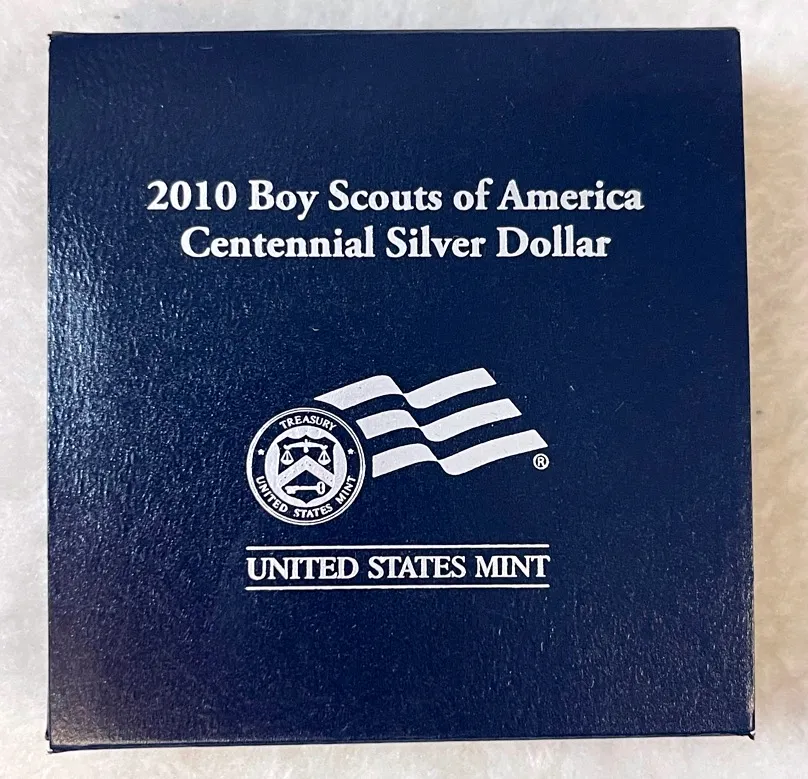 2010 Boy Scouts of America
Centennial Silver Dollar
TREASURY
UNITED STATES MINT
®
UNITED STATES MINT